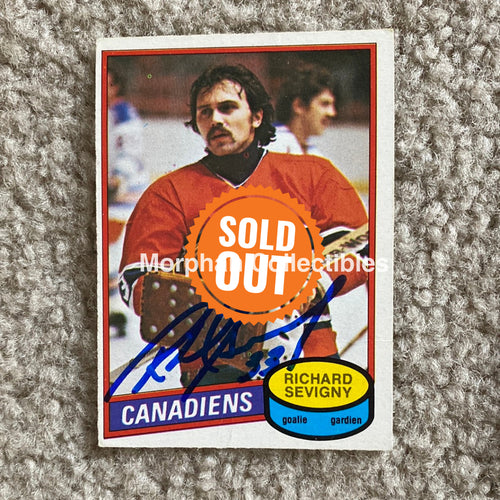 SOLD
OUT
Morphan Collectibles
33
CANADIENS
RICHARD
SEVIGNY
goalie gardien